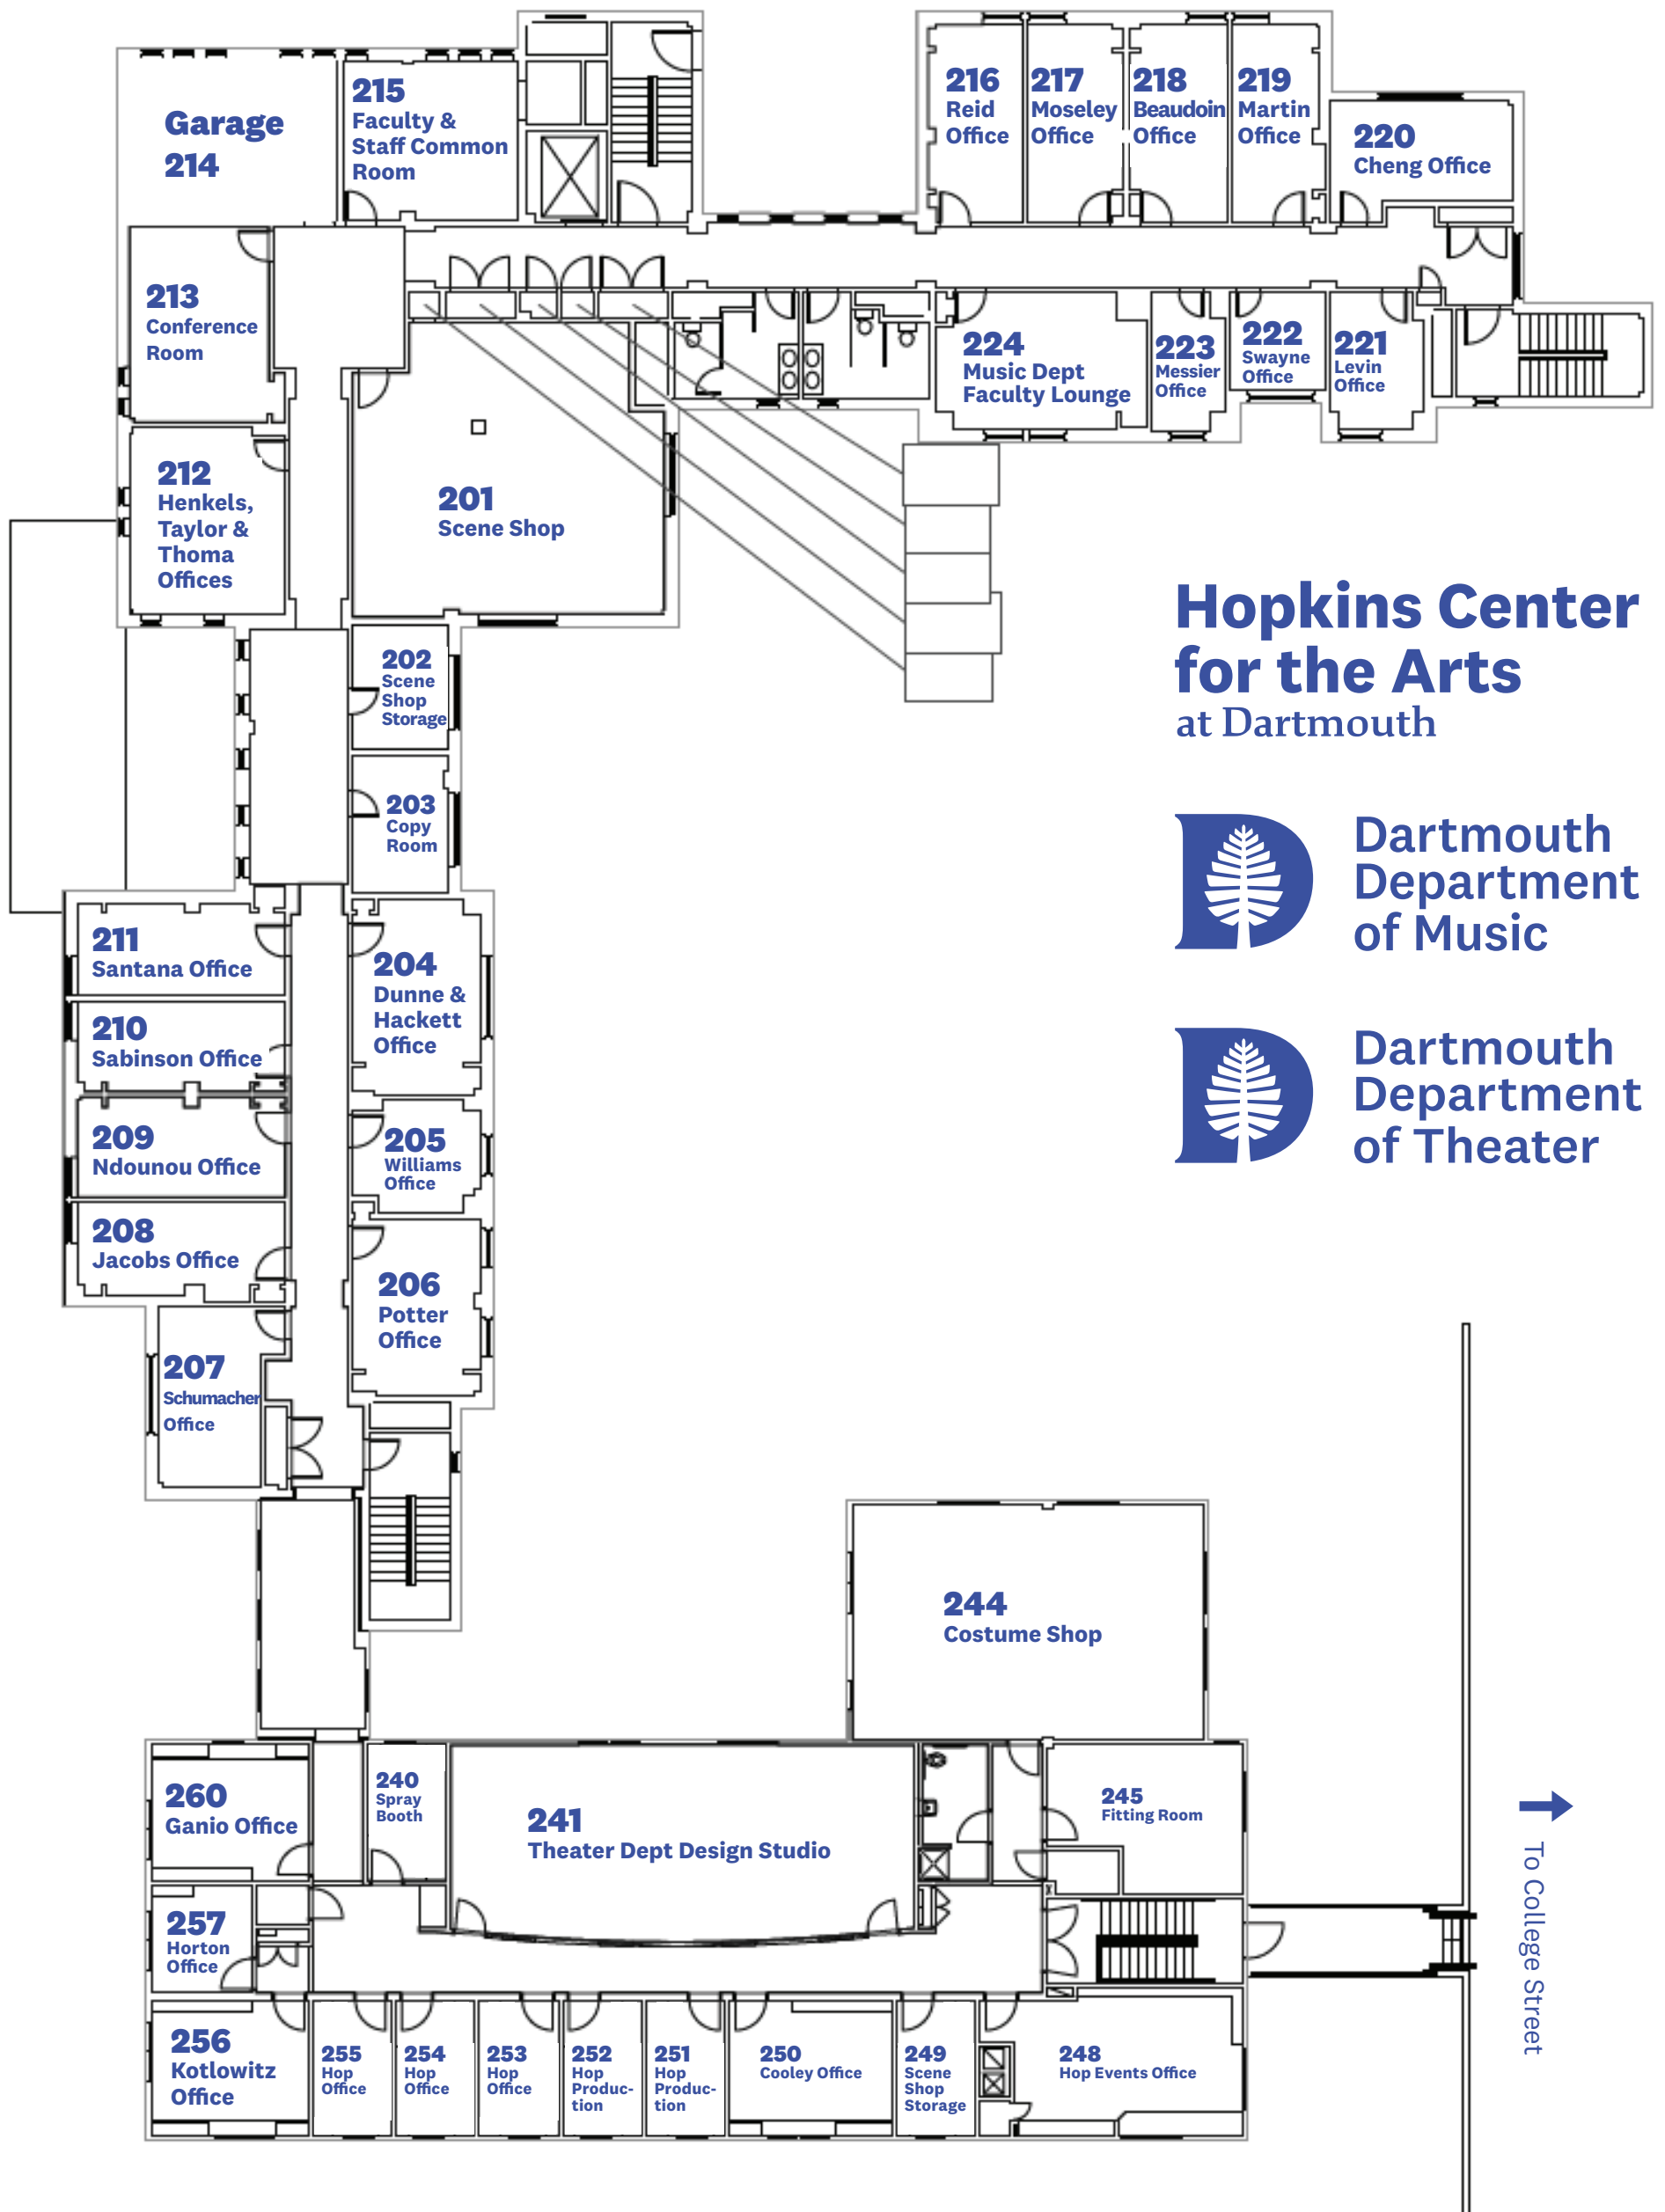 215
Faculty &
Staff Common
Room
Garage
214
216
Reid
Office
217
Moseley
Office
218
Beaudoin
Office
219
Martin
Office
220
Cheng Office
213
Conference
Room
224
Music Dept
Faculty Lounge
223
Messier
Office
222
Swayne
Office
221
Levin
Office
212
Henkels,
Taylor &
Thoma
Offices
201
Scene Shop
Hopkins Center
for the Arts
at Dartmouth
202
Scene
Shop
Storage
203
Copy
Room
Dartmouth
Department
of Music
211
Santana Office
204
Dunne &
Hackett
Office
210
Sabinson Office
Dartmouth
Department
of Theater
209
Ndounou Office
205
Williams
Office
208
Jacobs Office
206
Potter
Office
207
Schumacher
Office
244
Costume Shop
260
Ganio Office
240
Spray
Booth
241
Theater Dept Design Studio
245
Fitting Room
To College Street
257
Horton
Office
256
Kotlowitz
Office
255
Hop
Office
254
Hop
Office
253
Hop
Office
252
Hop
Produc-
tion
251
Hop
Produc-
tion
250
Cooley Office
249
Scene
Shop
Storage
248
Hop Events Office